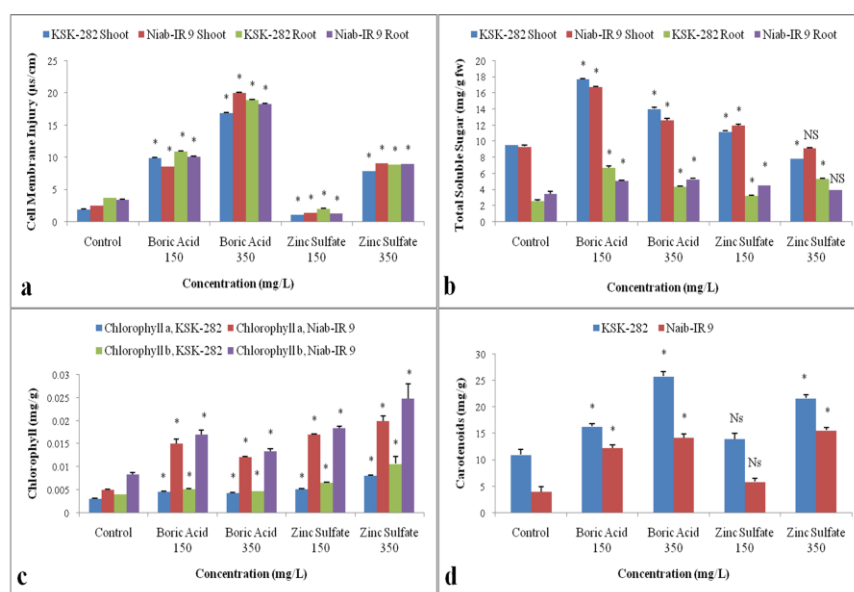 KSK-282 Shoot Niab-IR 9 Shoot KSK-282 Root Niab-IR 9 Root
Cell Membrane Injury (µs/cm)
25
20
15
10
5
0
* * * *
* * * *
* * * *
* * * *
Control Boric Acid 150 Boric Acid 350 Zinc Sulfate 150 Zinc Sulfate 350
Concentration (mg/L)
a
KSK-282 Shoot Niab-IR 9 Shoot KSK-282 Root Niab-IR 9 Root
Total Soluble Sugar (mg/g fw)
20
18
16
14
12
10
8
6
4
2
0
* * * *
* * * *
* * * *
* NS * NS
Control Boric Acid 150 Boric Acid 350 Zinc Sulfate 150 Zinc Sulfate 350
Concentration (mg/L)
b
Chlorophyll a, KSK-282 Chlorophyll a, Niab-IR 9
Chlorophyll b, KSK-282 Chlorophyll b, Niab-IR 9
Chlorophyll (mg/g)
0.03
0.025
0.02
0.015
0.01
0.005
0
* * * *
* * * *
* * * *
* * * *
Control Boric Acid 150 Boric Acid 350 Zinc Sulfate 150 Zinc Sulfate 350
Concentration (mg/L)
c
KSK-282 Naib-IR 9
Carotenoids (mg/g)
30
25
20
15
10
5
0
* *
* *
Ns Ns
* *
Control Boric Acid 150 Boric Acid 350 Zinc Sulfate 150 Zinc Sulfate 350
Concentration (mg/L)
d